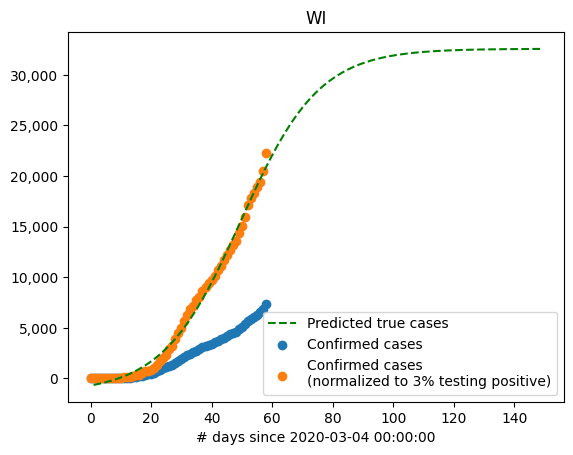 WI
30,000
25,000
20,000
15,000
10,000
5,000
0
Predicted true cases
Confirmed cases
Confirmed cases
(normalized to 3% testing positive)
0 20 40 60 80 100 120 140
# days since 2020-03-04 00:00:00